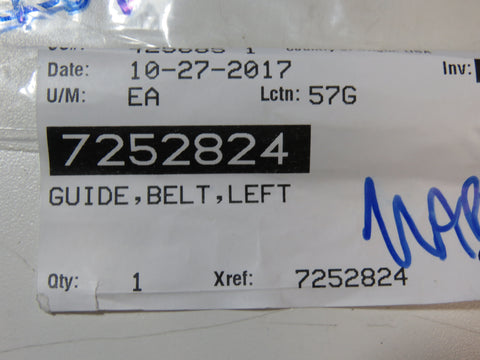 Date: 10-27-2017 Inv:
U/M: EA Lctn: 57G
7252824
GUIDE,BELT,LEFT
Qty: 1 Xref: 7252824